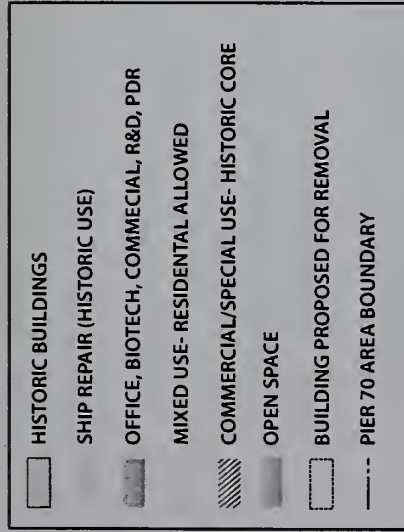 HISTORIC BUILDINGS
SHIP REPAIR (HISTORIC USE)
OFFICE, BIOTECH, COMMECIAL, R&D, PDR
MIXED USE- RESIDENTAL ALLOWED
COMMERCIAL/SPECIAL USE- HISTORIC CORE
OPEN SPACE
BUILDING PROPOSED FOR REMOVAL
PIER 70 AREA BOUNDARY